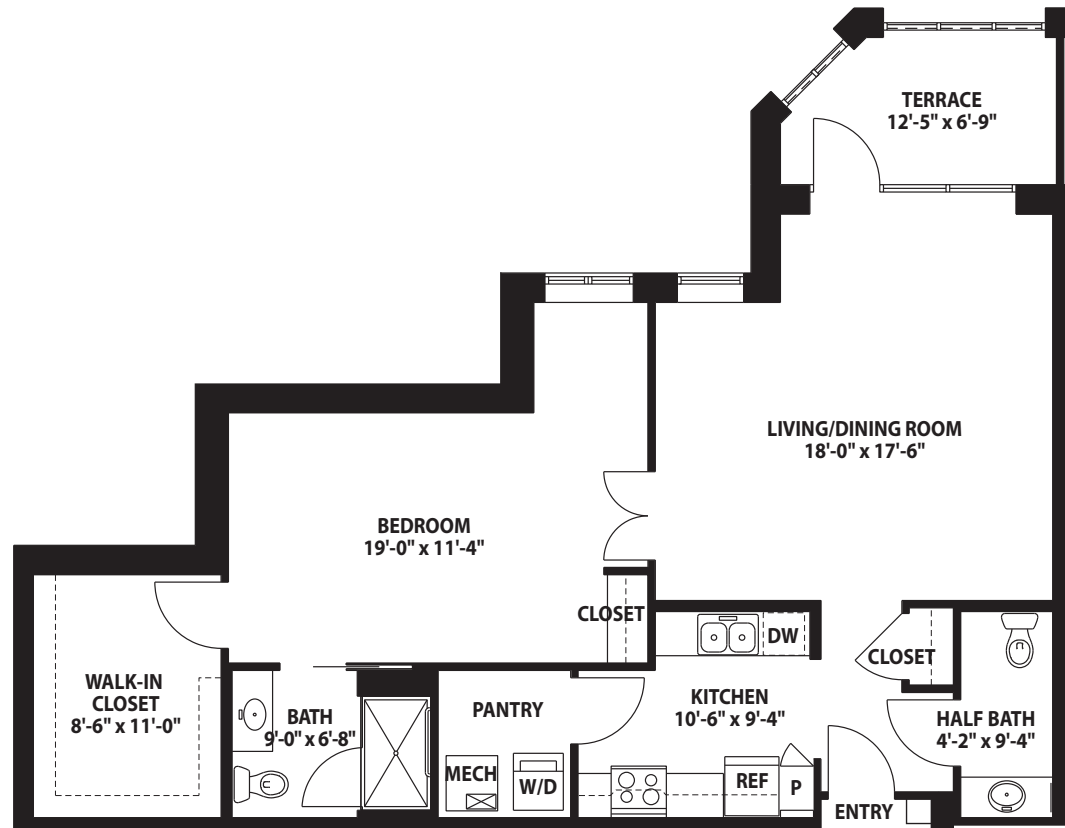 TERRACE
12'-5" x 6'-9"
LIVING/DINING ROOM
18'-0" x 17'-6"
BEDROOM
19'-0" x 11'-4"
CLOSET
DW
CLOSET
WALK-IN
CLOSET
8'-6" x 11'-0"
BATH
9'-0" x 6'-8"
PANTRY
KITCHEN
10'-6" x 9'-4"
HALF BATH
4'-2" x 9'-4"
MECH
W/D
REF
P
ENTRY